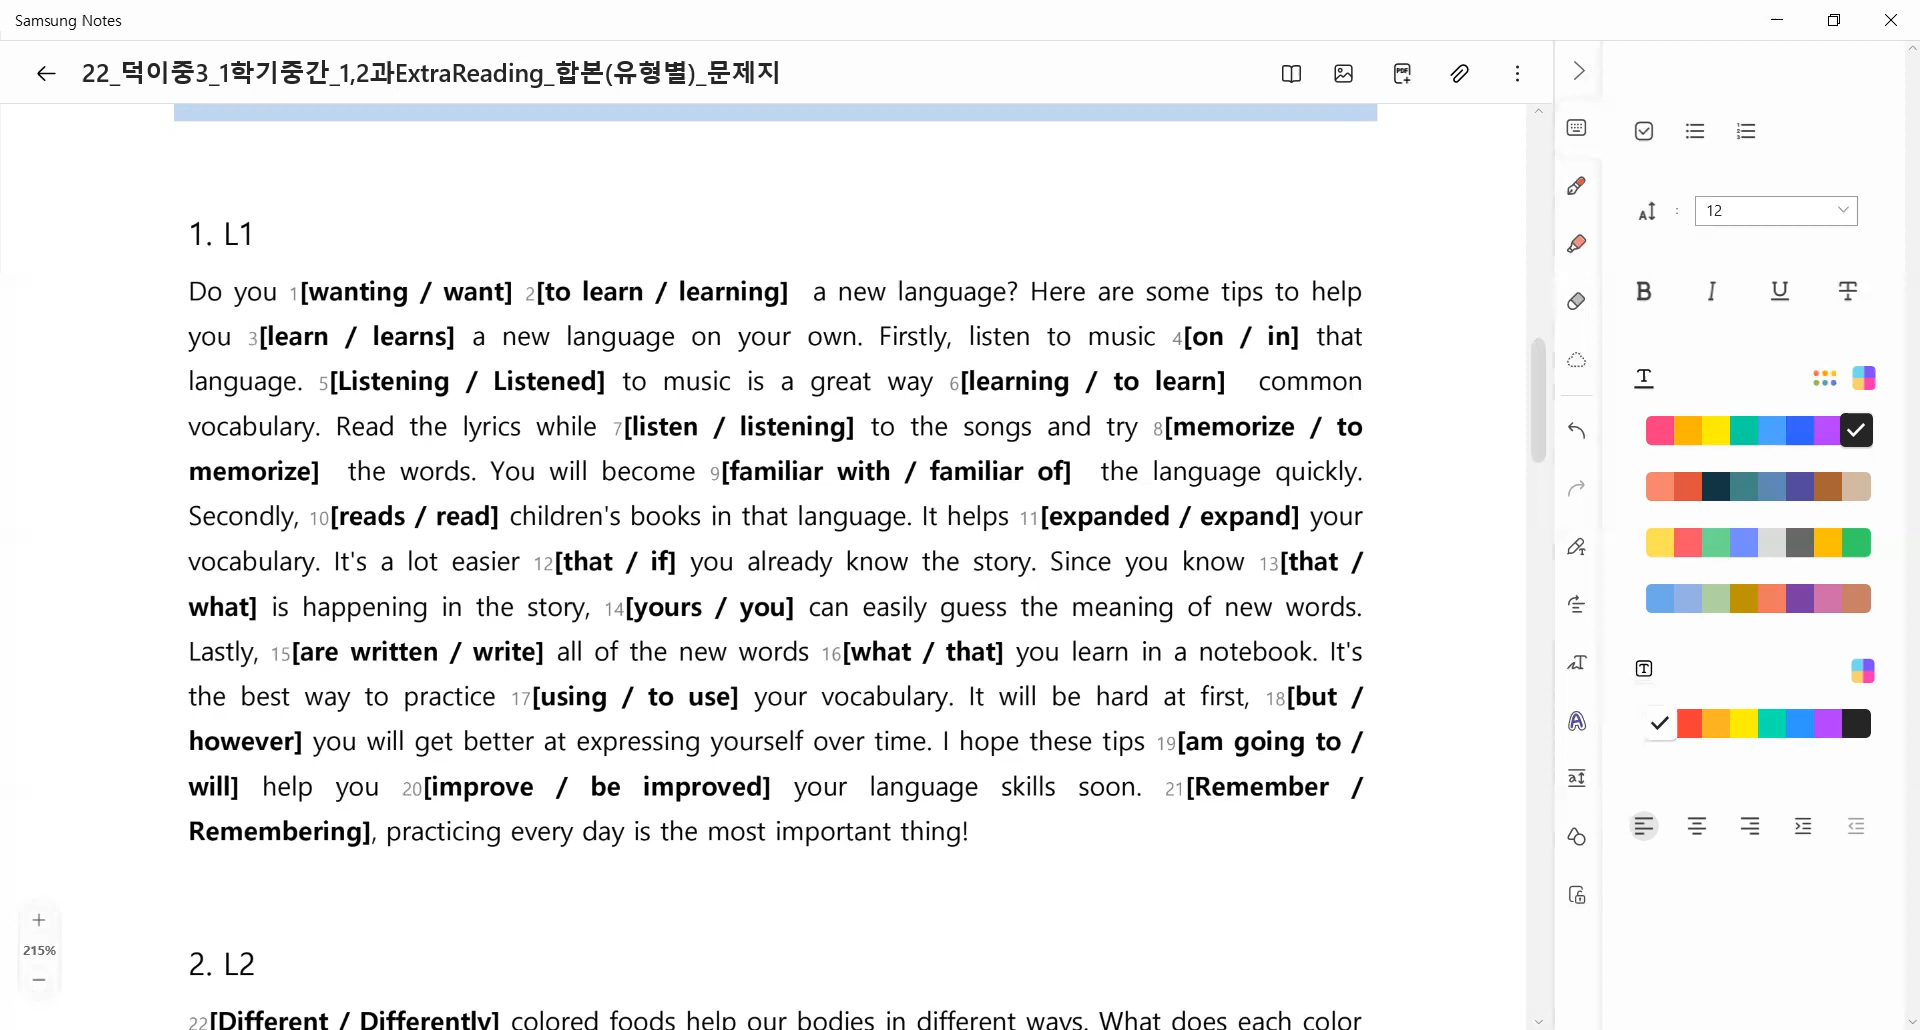 Samsung Notes
22_덕이중3_1학기중간_1,2과ExtraReading_합본(유형별)_문제지
PDF
1. L1
Do you 1[wanting / want] 2[to learn / learning] a new language? Here are some tips to help
you 3[learn / learns] a new language on your own. Firstly, listen to music 4[on / in] that
language. 5[Listening / Listened] to music is a great way 6[learning / to learn] common
vocabulary. Read the lyrics while 7[listen / listening] to the songs and try 8[memorize / to
memorize] the words. You will become 9[familiar with / familiar of] the language quickly.
Secondly, 10[reads / read] children's books in that language. It helps 11[expanded / expand] your
vocabulary. It's a lot easier 12[that / if] you already know the story. Since you know 13[that /
what] is happening in the story, 14[yours / you] can easily guess the meaning of new words.
Lastly, 15[are written / write] all of the new words 16[what / that] you learn in a notebook. It's
the best way to practice 17[using / to use] your vocabulary. It will be hard at first, 18[but /
however] you will get better at expressing yourself over time. I hope these tips 19[am going to /
will] help you 20[improve / be improved] your language skills soon. 21[Remember /
Remembering], practicing every day is the most important thing!
2. L2
22[Different / Differently] colored foods help our bodies in different ways. What does each color
215%
12
B I U T